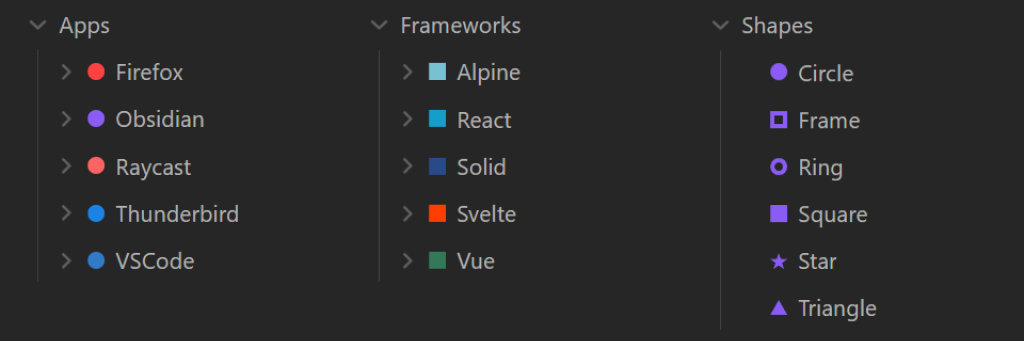 Apps
Firefox
Obsidian
Raycast
Thunderbird
VSCode
Frameworks
Alpine
React
Solid
Svelte
Vue
Shapes
Circle
Frame
Ring
Square
Star
Triangle